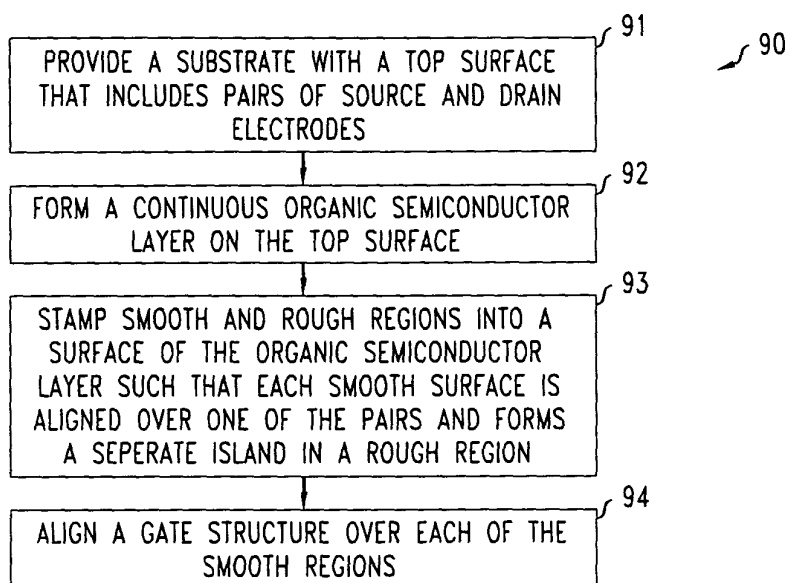 91
90
PROVIDE A SUBSTRATE WITH A TOP SURFACE
THAT INCLUDES PAIRS OF SOURCE AND DRAIN
ELECTRODES
92
FORM A CONTINUOUS ORGANIC SEMICONDUCTOR
LAYER ON THE TOP SURFACE
93
STAMP SMOOTH AND ROUGH REGIONS INTO A
SURFACE OF THE ORGANIC SEMICONDUCTOR
LAYER SUCH THAT EACH SMOOTH SURFACE IS
ALIGNED OVER ONE OF THE PAIRS AND FORMS
A SEPERATE ISLAND IN A ROUGH REGION
94
ALIGN A GATE STRUCTURE OVER EACH OF THE
SMOOTH REGIONS